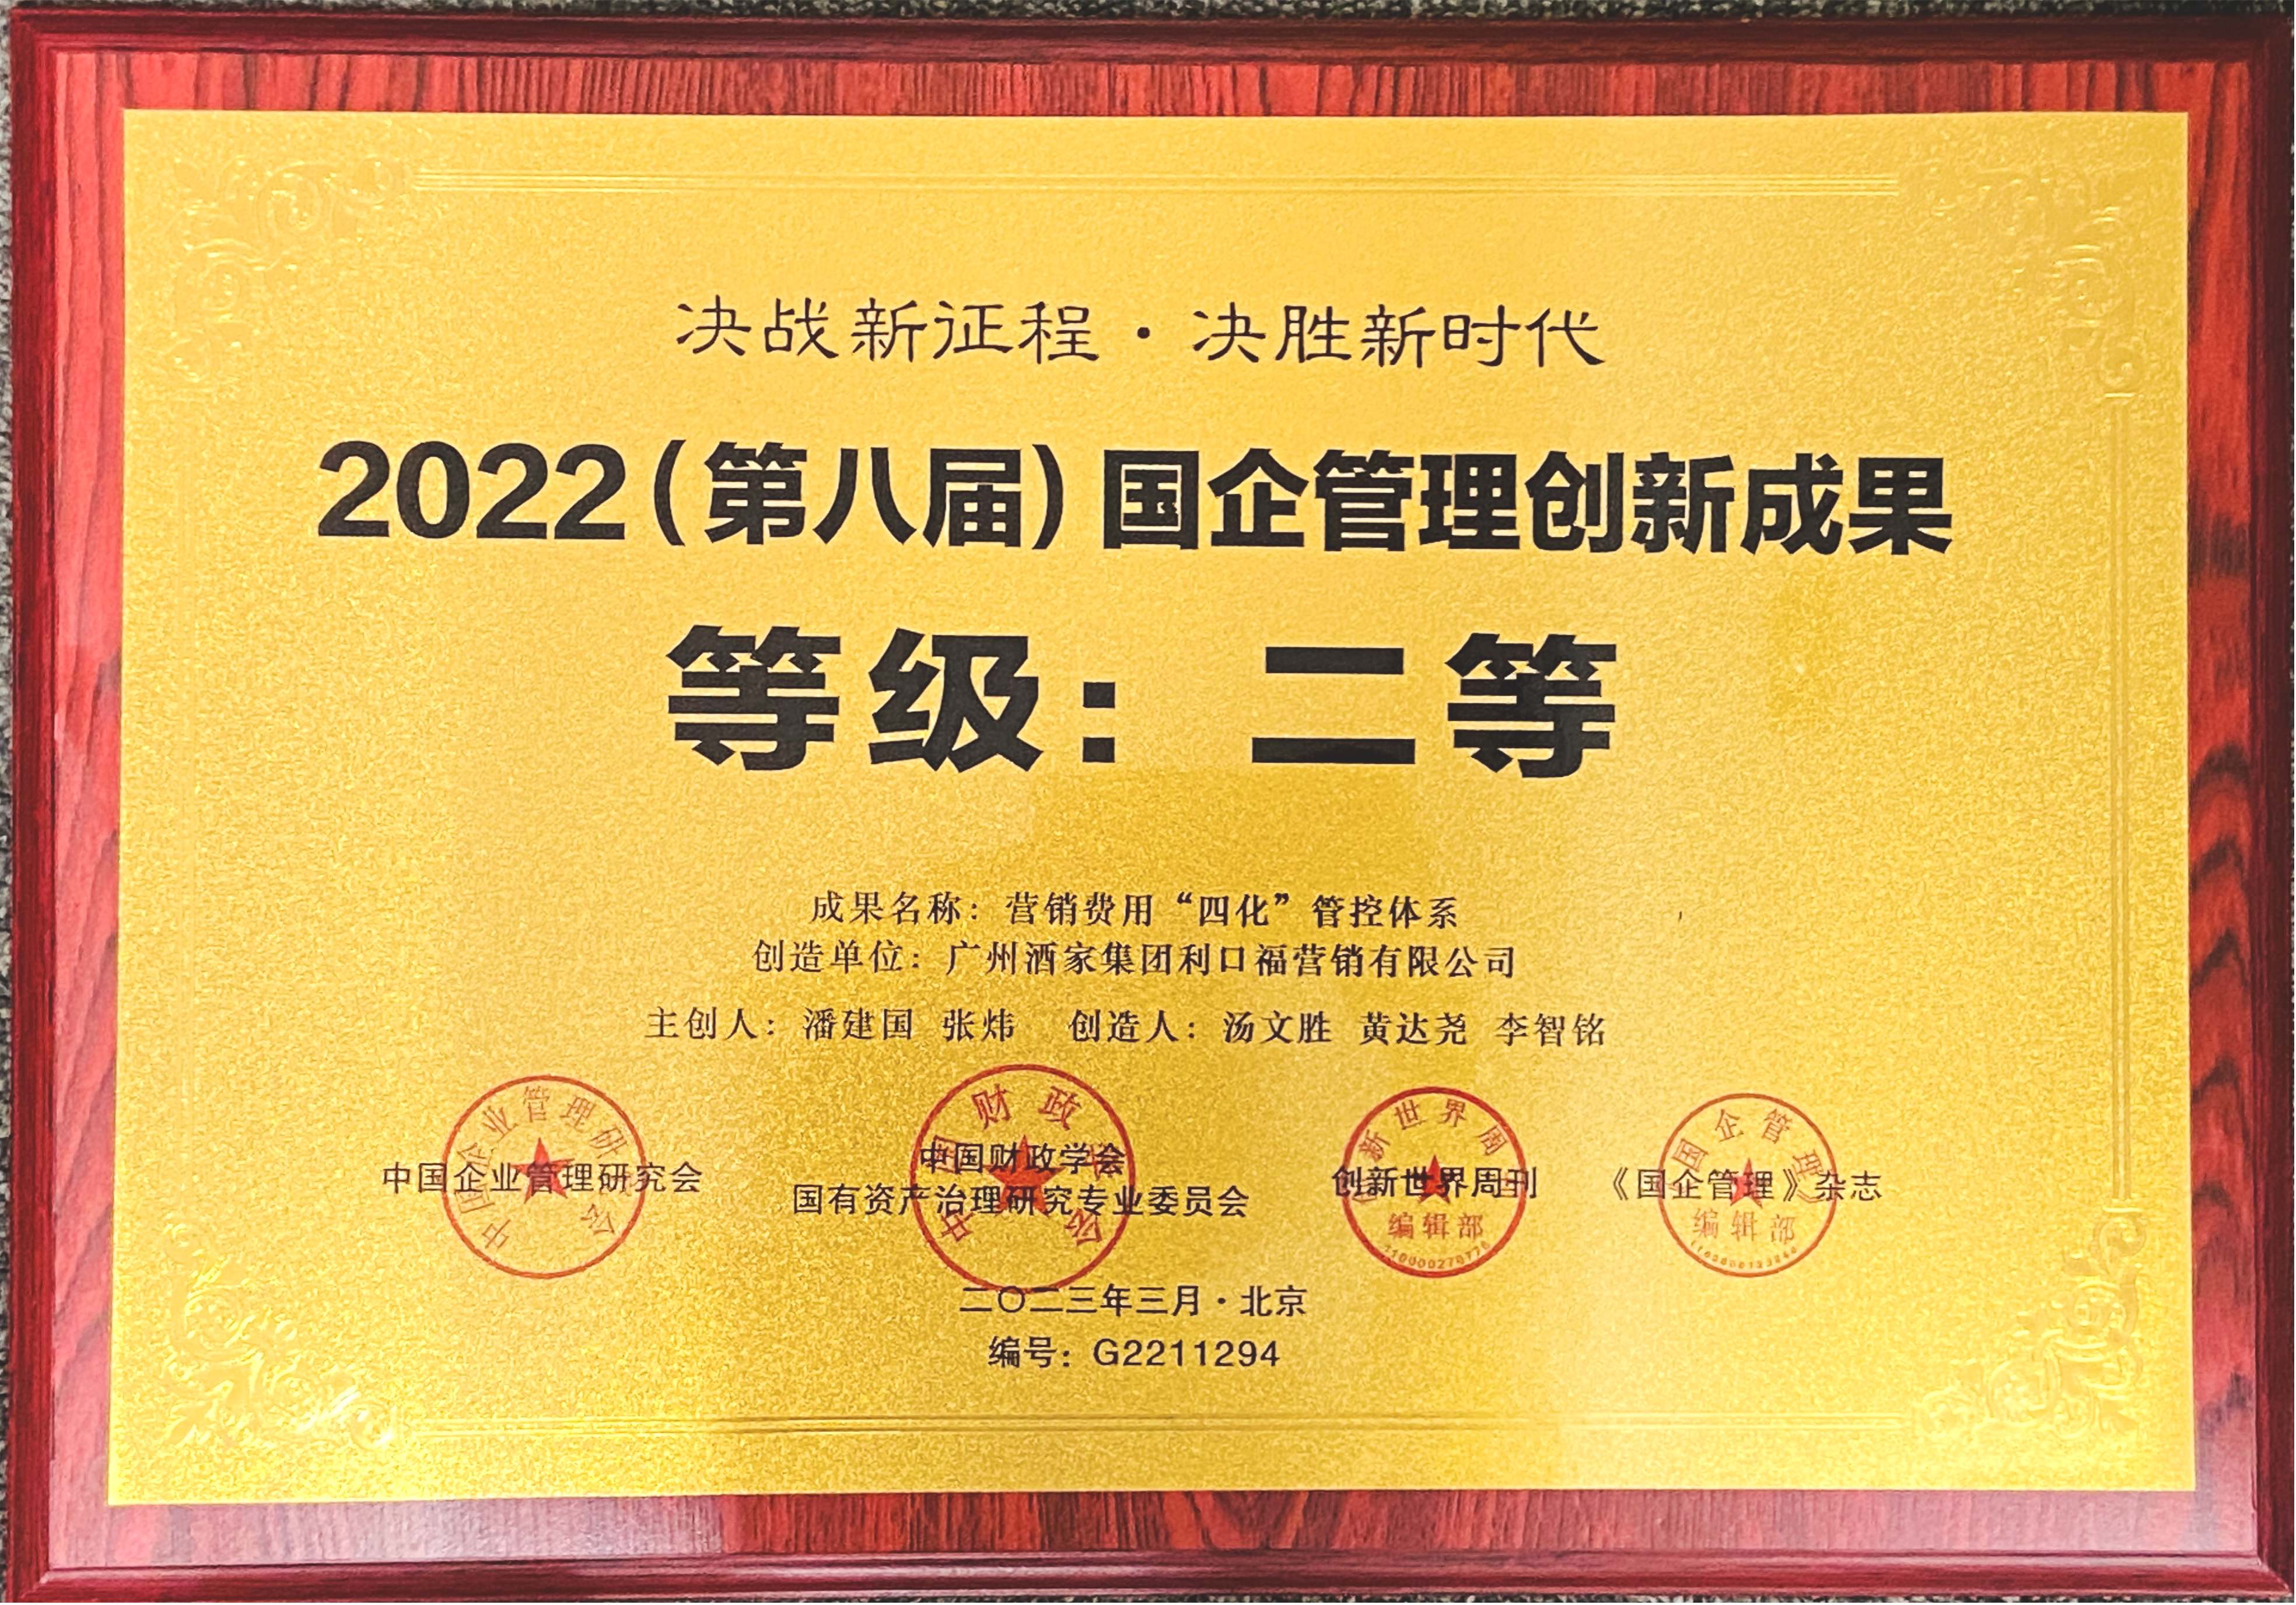 决战新征程·决胜新时代
2022（第八届）国企管理创新成果
等级：二等
成果名称：营销费用“四化”管控体系
创造单位：广州酒家集团利口福营销有限公司
主创人：潘建国 张炜 创造人：汤文胜 黄达尧 李智铭
中国企业管理研究会
中国财政学会
国有资产治理研究专业委员会
创新世界周刊
编辑部
《国企管理》杂志
编辑部
二〇二三年三月·北京
编号：G2211294